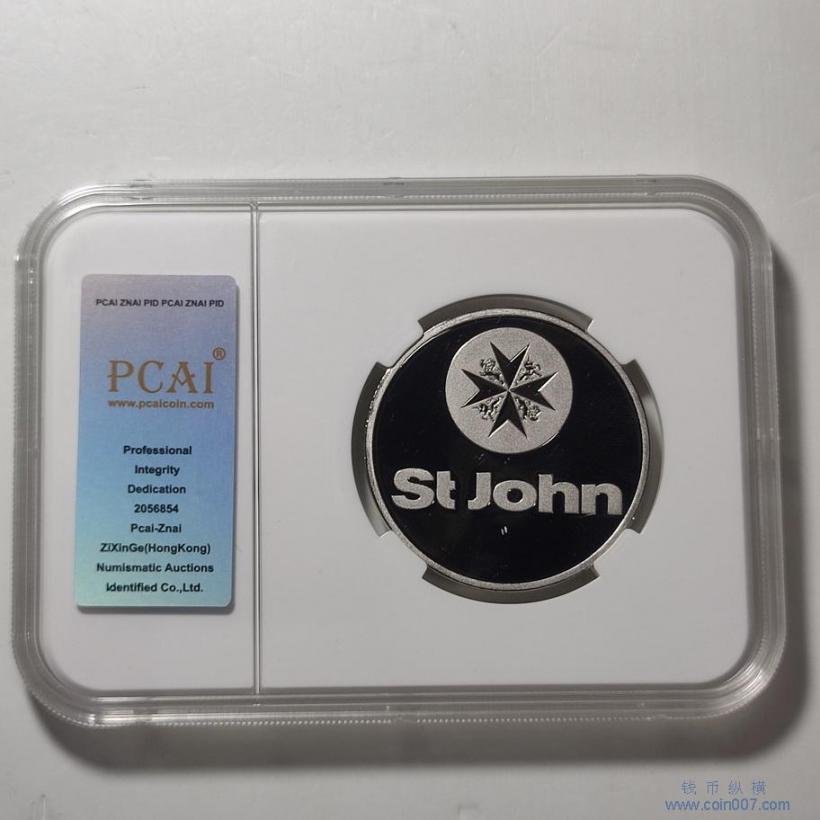 PCAI ZNAI PID PCAI ZNAI PID
PCAI®
www.pcaicoin.com
Professional
Integrity
Dedication
2056854
Pcai-Znai
ZiXinGe(HongKong)
Numismatic Auctions
Identified Co.,Ltd.
St John
钱币纵横
www.coin007.com